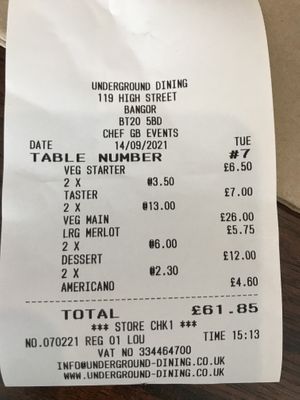 UNDERGROUND DINING
119 HIGH STREET
BANGOR
BT20 5BD
CHEF GB EVENTS
DATE 14/09/2021 TUE
TABLE NUMBER #7
VEG STARTER £6.50
2 X @3.50
TASTER £7.00
2 X @13.00
VEG MAIN £26.00
LRG MERLOT £5.75
2 X @6.00
DESSERT £12.00
2 X @2.30
AMERICANO £4.60
TOTAL £61.85
*** STORE CHK1 ***
NO.070221 REG 01 LOU TIME 15:13
VAT NO 334464700
INFO@UNDERGROUND-DINING.CO.UK
WWW.UNDERGROUND-DINING.CO.UK